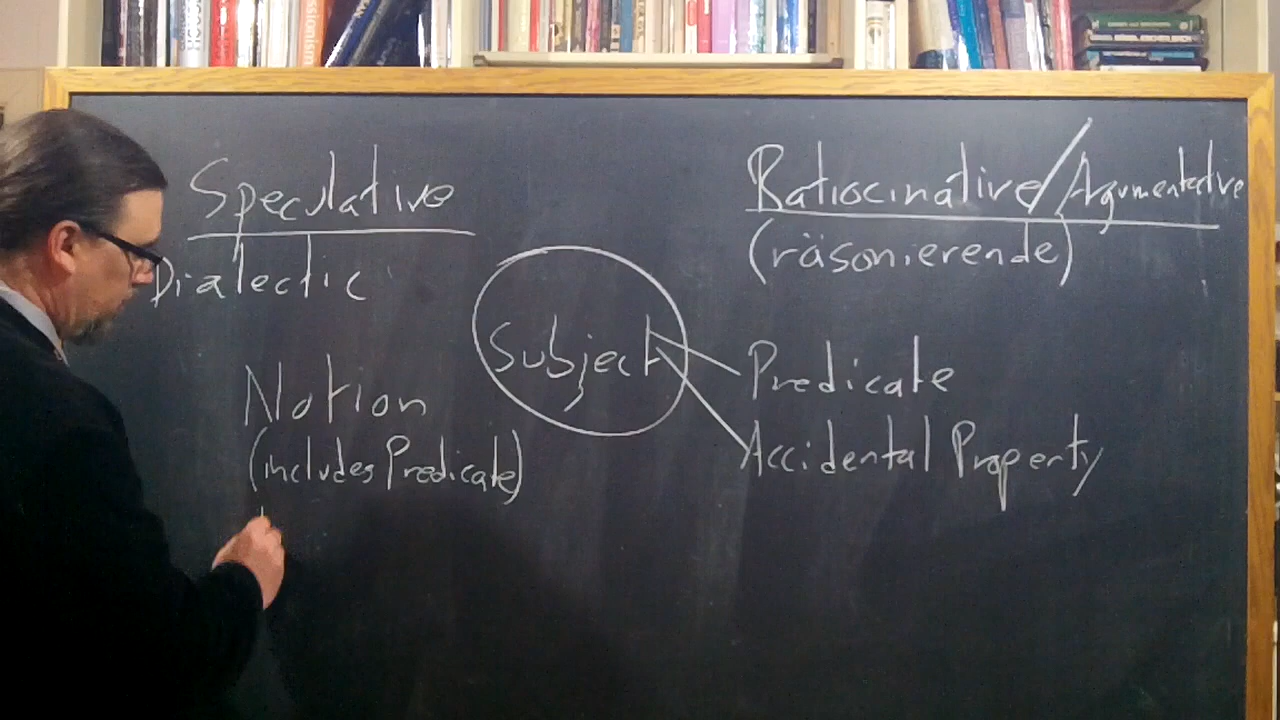 Speculative
Dialectic
Notion
(includes Predicate)
Subject
Ratiocinative/Argumentative
(räsonierende)
Predicate
Accidental Property